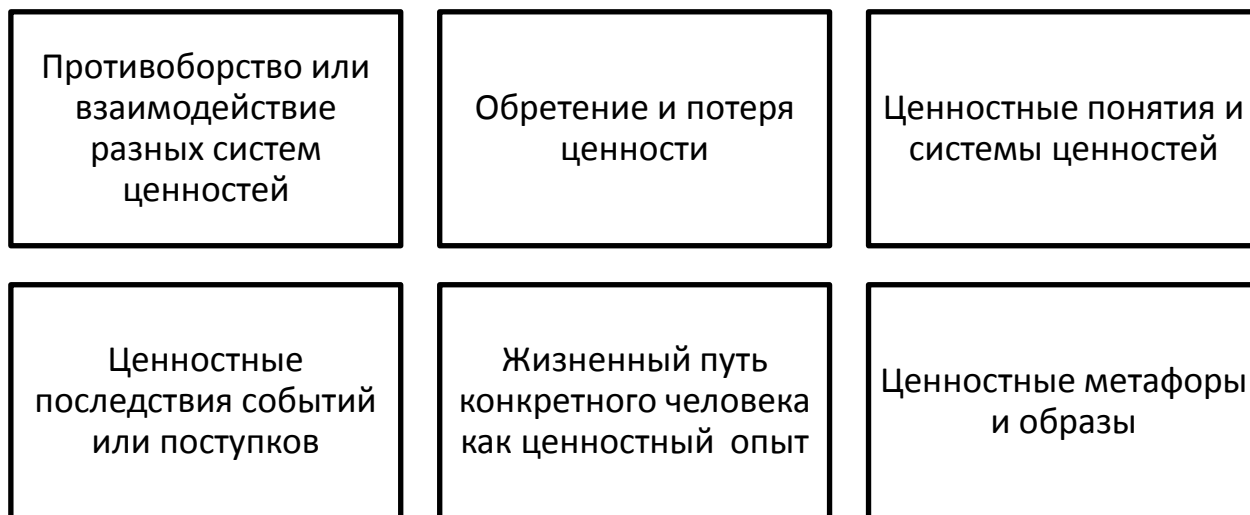 Противоборство или
взаимодействие
разных систем
ценностей
Обретение и потеря
ценности
Ценностные понятия и
системы ценностей
Ценностные
последствия событий
или поступков
Жизненный путь
конкретного человека
как ценностный опыт
Ценностные метафоры
и образы